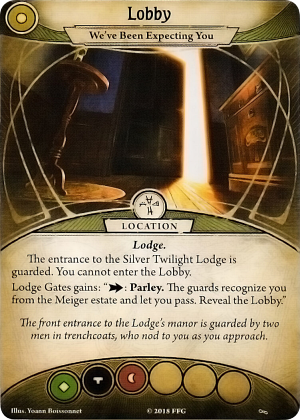 Lobby
We've Been Expecting You
LOCATION
Lodge.
The entrance to the Silver Twilight Lodge is
guarded. You cannot enter the Lobby.
Lodge Gates gains: “ : Parley. The guards recognize you
from the Meiger estate and let you pass. Reveal the Lobby.”
The front entrance to the Lodge's manor is guarded by two
men in trenchcoats, who nod to you as you approach.
Illus. Yoann Boissonnet
© 2018 FFG